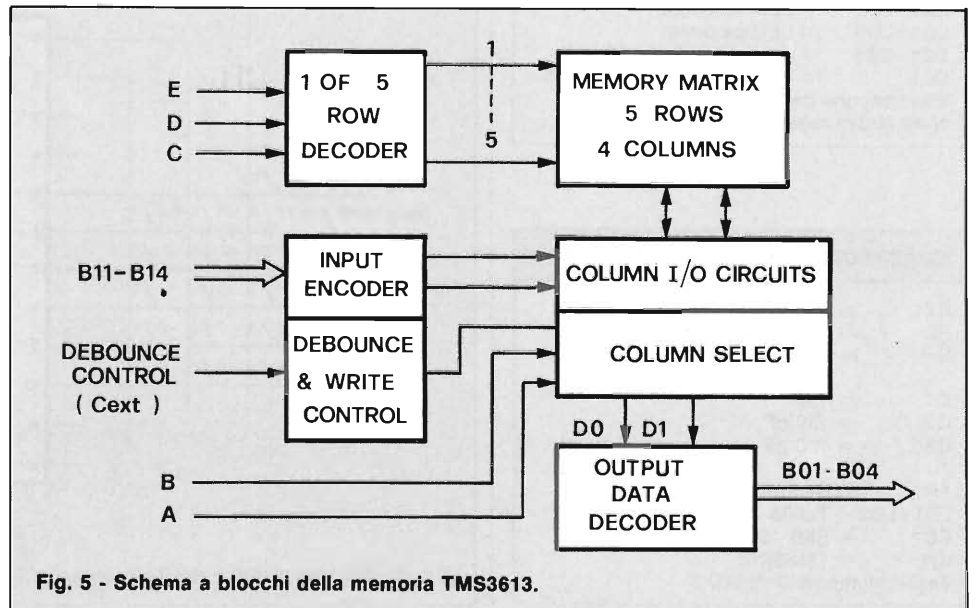 E
D
C
1 OF 5
ROW
DECODER
1
5
MEMORY MATRIX
5 ROWS
4 COLUMNS
B11-B14
INPUT
ENCODER
COLUMN I/O CIRCUITS
DEBOUNCE
CONTROL
( Cext )
DEBOUNCE
& WRITE
CONTROL
COLUMN SELECT
B
A
D0 D1
OUTPUT
DATA
DECODER
B01-B04
Fig. 5 - Schema a blocchi della memoria TMS3613.